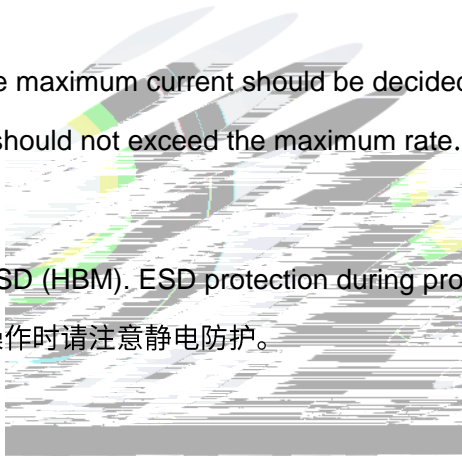 e maximum current should be decided
should not exceed the maximum rate.
SD (HBM). ESD protection during pro
操作时请注意静电防护。